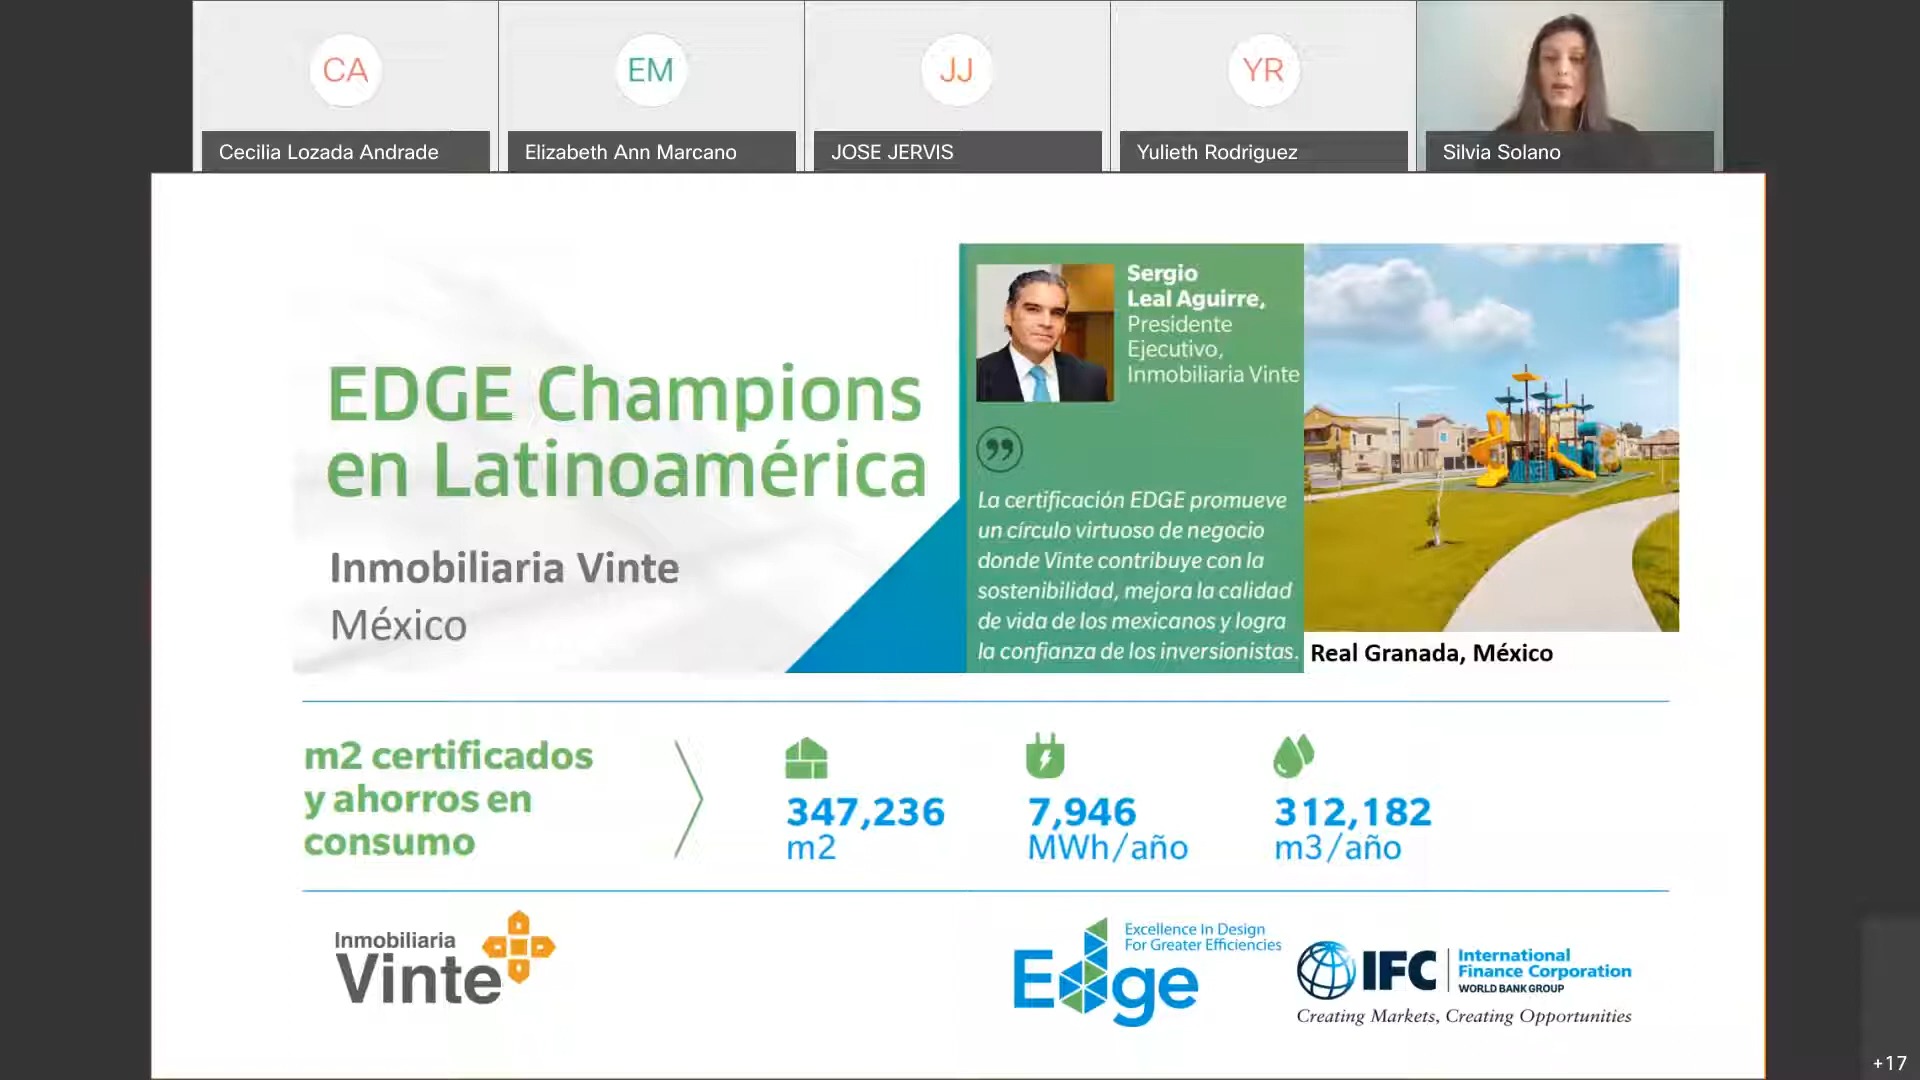 CA
EM
JJ
YR
Cecilia Lozada Andrade
Elizabeth Ann Marcano
JOSE JERVIS
Yulieth Rodriguez
Silvia Solano
EDGE Champions
en Latinoamérica
Inmobiliaria Vinte
México
Sergio
Leal Aguirre,
Presidente
Ejecutivo,
Inmobiliaria Vinte
La certificación EDGE promueve
un círculo virtuoso de negocio
donde Vinte contribuye con la
sostenibilidad, mejora la calidad
de vida de los mexicanos y logra
la confianza de los inversionistas.
Real Granada, México
m2 certificados
y ahorros en
consumo
347,236
m2
7,946
MWh/año
312,182
m3/año
Inmobiliaria
Vinte
Edge
Excellence In Design
For Greater Efficiencies
IFC
International
Finance Corporation
WORLD BANK GROUP
Creating Markets, Creating Opportunities
+17